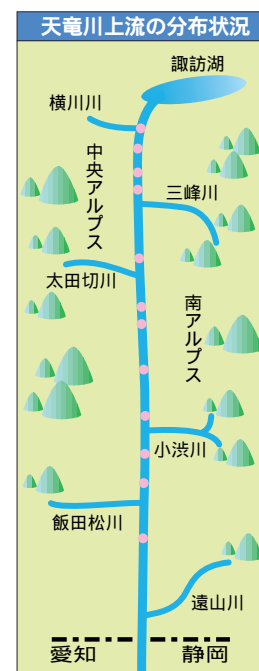 天竜川上流の分布状況
諏訪湖
横川川
中央アルプス
三峰川
太田切川
南アルプス
小渋川
飯田松川
遠山川
愛知
静岡